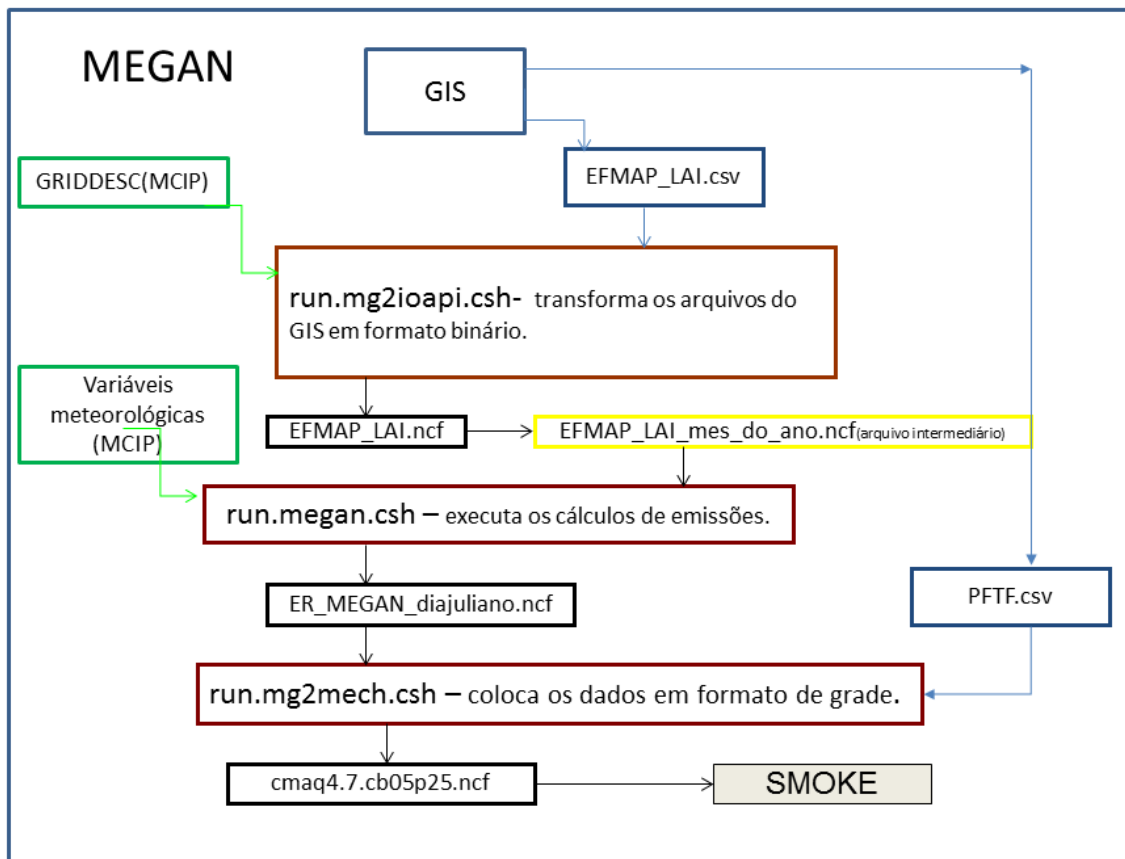 MEGAN
GIS
GRIDDESC(MCIP)
EFMAP_LAI.csv
run.mg2ioapi.csh- transforma os arquivos do
GIS em formato binário.
Variáveis
meteorológicas
(MCIP)
EFMAP_LAI.ncf
EFMAP_LAI_mes_do_ano.ncf(arquivo intermediário)
run.megan.csh – executa os cálculos de emissões.
ER_MEGAN_diajuliano.ncf
PFTF.csv
run.mg2mech.csh – coloca os dados em formato de grade.
cmaq4.7.cb05p25.ncf
SMOKE